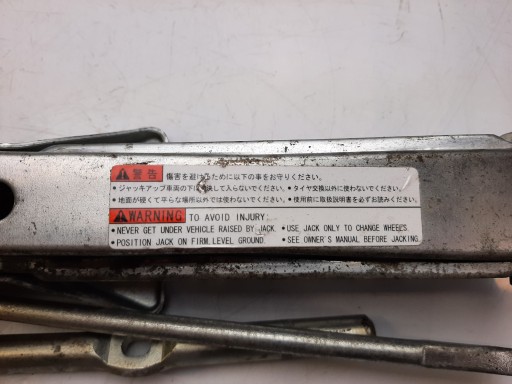 警告 傷害を避けるために以下の事をお守りください。
•ジャッキアップ車両の下に決して入らないでください。•タイヤ交換以外に使わないでください。
•地面が硬くて平らな場所以外では使わないでください。•使用前に取扱説明書を必ずお読みください。
WARNING TO AVOID INJURY:
•NEVER GET UNDER VEHICLE RAISED BY JACK. •USE JACK ONLY TO CHANGE WHEELS.
•POSITION JACK ON FIRM,LEVEL GROUND. •SEE OWNER'S MANUAL BEFORE JACKING.